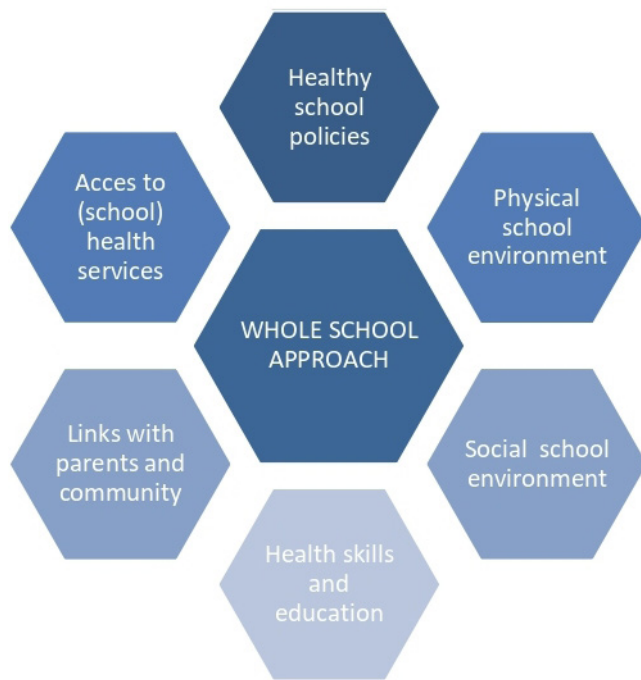 Healthy
school
policies
Acces to
(school)
health
services
Physical
school
environment
WHOLE SCHOOL
APPROACH
Links with
parents and
community
Social school
environment
Health skills
and
education